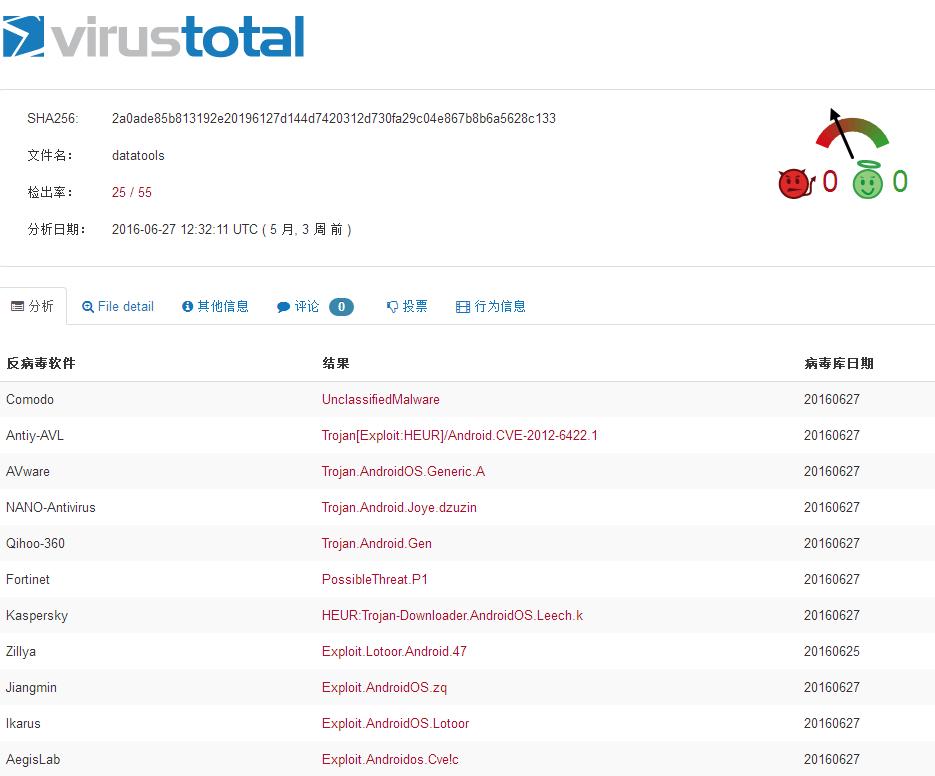 virustotal
SHA256: 2a0ade85b813192e20196127d144d7420312d730fa29c04e867b8b6a5628c133
文件名： datatools
检出率： 25 / 55
分析日期： 2016-06-27 12:32:11 UTC ( 5 月, 3 周 前 )
0 0
分析 File detail 其他信息 评论 0 投票 行为信息
反病毒软件 结果 病毒库日期
Comodo UnclassifiedMalware 20160627
Antiy-AVL Trojan[Exploit:HEUR]/Android.CVE-2012-6422.1 20160627
AVware Trojan.AndroidOS.Generic.A 20160627
NANO-Antivirus Trojan.Android.Joye.dzuzin 20160627
Qihoo-360 Trojan.Android.Gen 20160627
Fortinet PossibleThreat.P1 20160627
Kaspersky HEUR:Trojan-Downloader.AndroidOS.Leech.k 20160627
Zillya Exploit.Lotoor.Android.47 20160625
Jiangmin Exploit.AndroidOS.zq 20160627
Ikarus Exploit.AndroidOS.Lotoor 20160627
AegisLab Exploit.Androidos.Cve!c 20160627